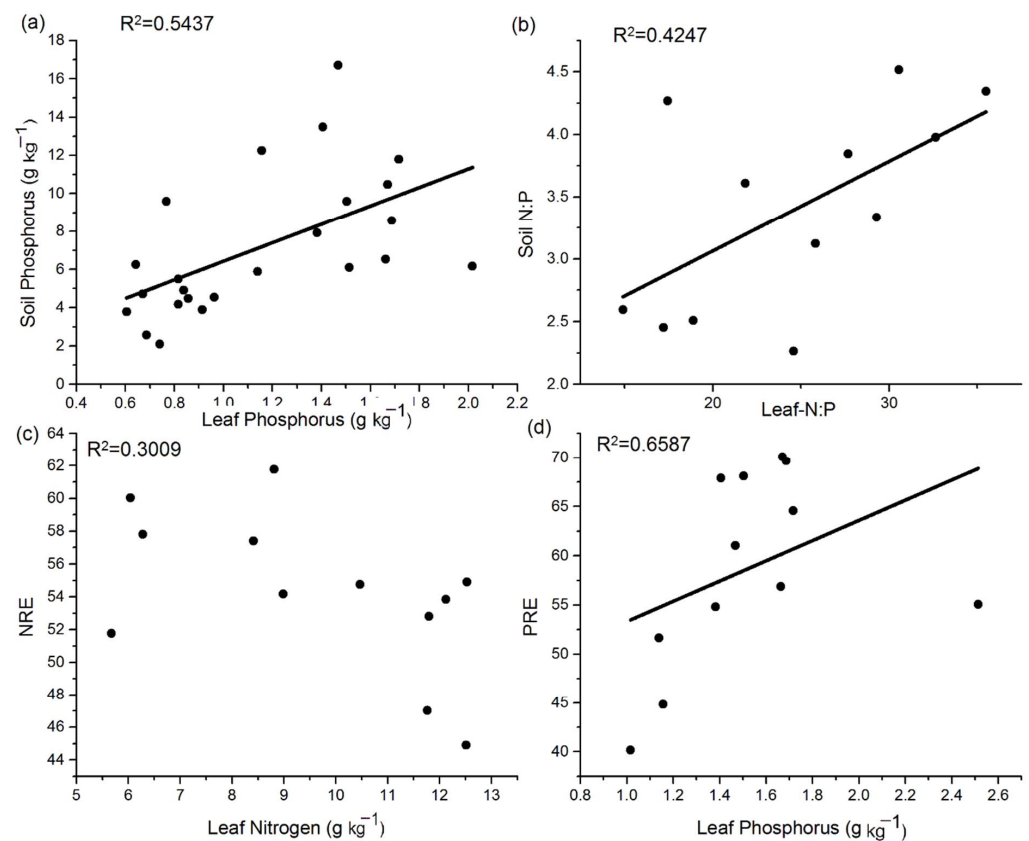 (a)
R²=0.5437
Soil Phosphorus (g kg⁻¹)
18
16
14
12
10
8
6
4
2
0
0.4 0.6 0.8 1.0 1.2 1.4 1.6 1.8 2.0 2.2
Leaf Phosphorus (g kg⁻¹)
(b)
R²=0.4247
Soil N:P
4.5
4.0
3.5
3.0
2.5
2.0
20 30
Leaf-N:P
(c)
R²=0.3009
NRE
64
62
60
58
56
54
52
50
48
46
44
5 6 7 8 9 10 11 12 13
Leaf Nitrogen (g kg⁻¹)
(d)
R²=0.6587
PRE
70
65
60
55
50
45
40
0.8 1.0 1.2 1.4 1.6 1.8 2.0 2.2 2.4 2.6
Leaf Phosphorus (g kg⁻¹)